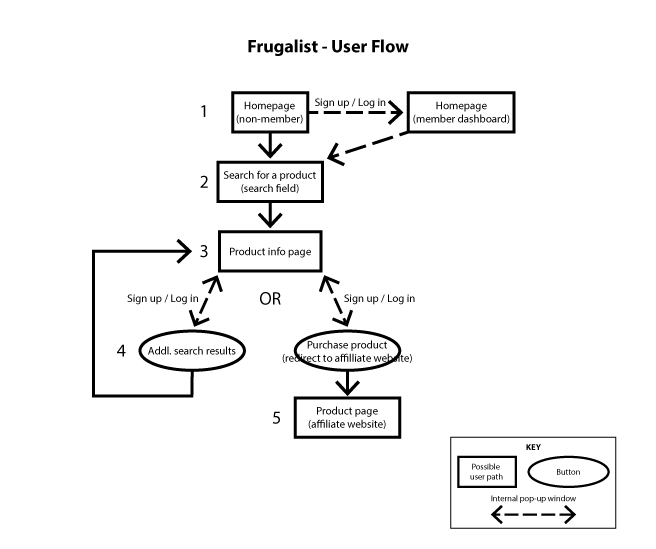 Frugalist - User Flow
1
Homepage
(non-member)
Sign up / Log in
Homepage
(member dashboard)
2
Search for a product
(search field)
3
Product info page
Sign up / Log in
OR
Sign up / Log in
4
Addl. search results
Purchase product
(redirect to affilliate website)
5
Product page
(affiliate website)
KEY
Possible
user path
Button
Internal pop-up window